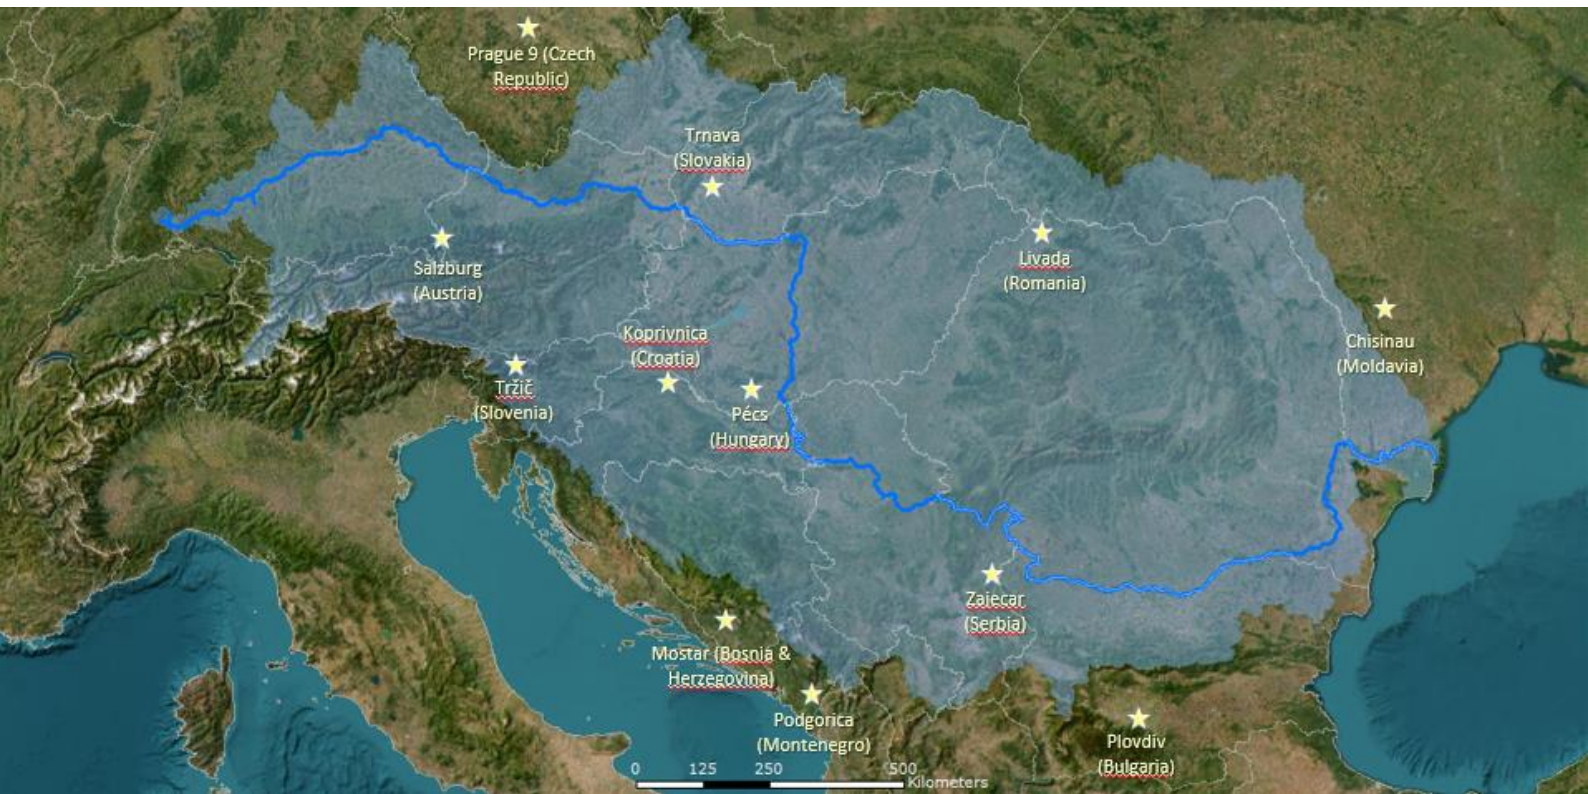 Prague 9 (Czech
Republic)
Trnava
(Slovakia)
Salzburg
(Austria)
Livada
(Romania)
Chisinau
(Moldavia)
Koprivnica
(Croatia)
Tržič
(Slovenia)
Pécs
(Hungary)
Zajecar
(Serbia)
Mostar (Bosnia &
Herzegovina)
Podgorica
(Montenegro)
Plovdiv
(Bulgaria)
0 125 250 500
Kilometers